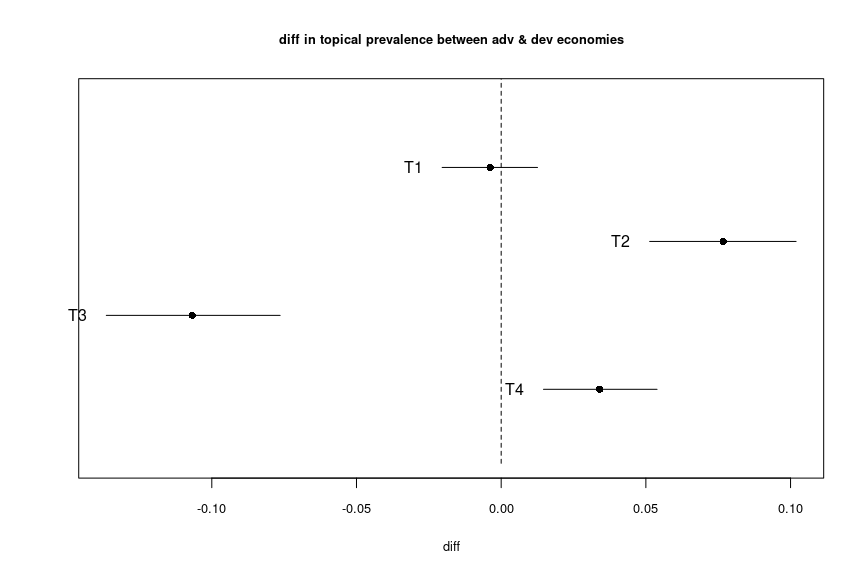 diff in topical prevalence between adv & dev economies
T1
T2
T3
T4
-0.10 -0.05 0.00 0.05 0.10
diff